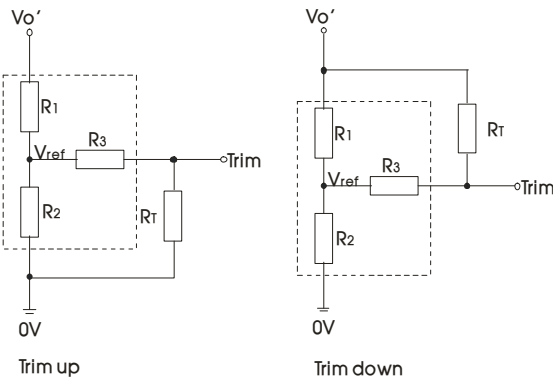 Vo'
R1
R3
Vref
Trim
R2
RT
0V
Trim up
Vo'
R1
RT
R3
Vref
Trim
R2
0V
Trim down